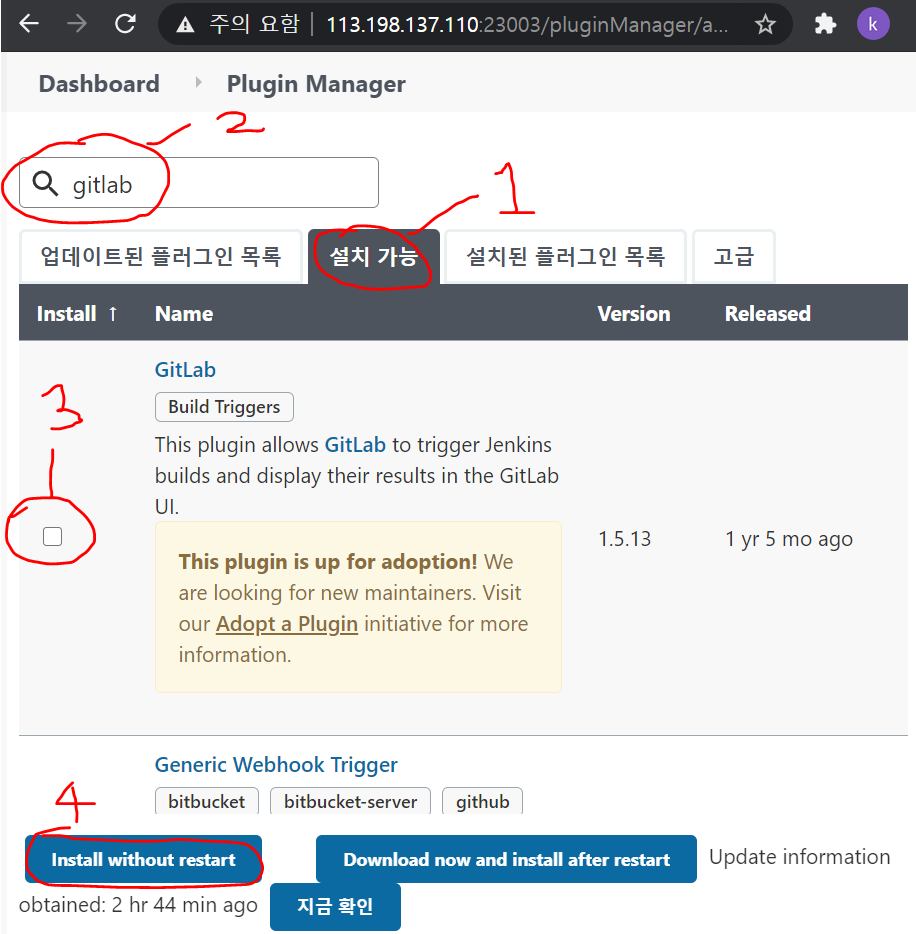 주의 요함 113.198.137.110:23003/pluginManager/a... k
Dashboard Plugin Manager
2
gitlab
1
업데이트된 플러그인 목록 설치 가능 설치된 플러그인 목록 고급
Install ↑ Name Version Released
GitLab
Build Triggers
3
This plugin allows GitLab to trigger Jenkins
builds and display their results in the GitLab
UI.
This plugin is up for adoption! We
are looking for new maintainers. Visit
our Adopt a Plugin initiative for more
information.
1.5.13 1 yr 5 mo ago
Generic Webhook Trigger
bitbucket bitbucket-server github
4
Install without restart Download now and install after restart Update information
obtained: 2 hr 44 min ago 지금 확인